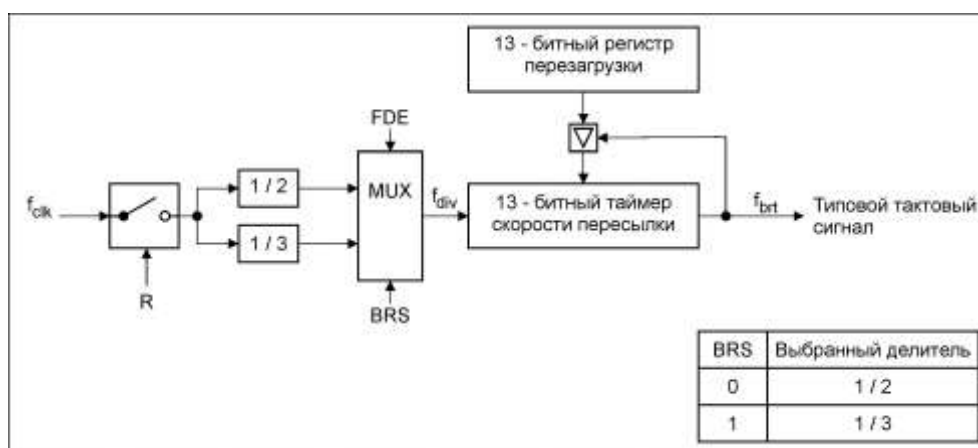 13 - битный регистр
перезагрузки
FDE
MUX
1 / 2
1 / 3
f_clk
R
BRS
f_div
13 - битный таймер
скорости пересылки
f_brt
Типовой тактовый
сигнал
BRS Выбранный делитель
0 1 / 2
1 1 / 3